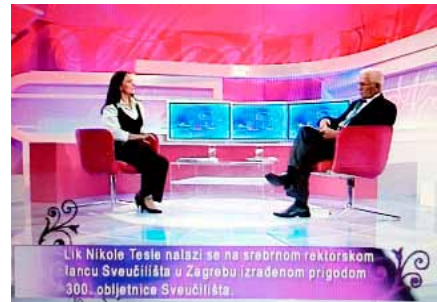 Lik Nikole Tesle nalazi se na srebrnom rektorskom
lancu Sveučilišta u Zagrebu izrađenom prigodom
300. obljetnice Sveučilišta.